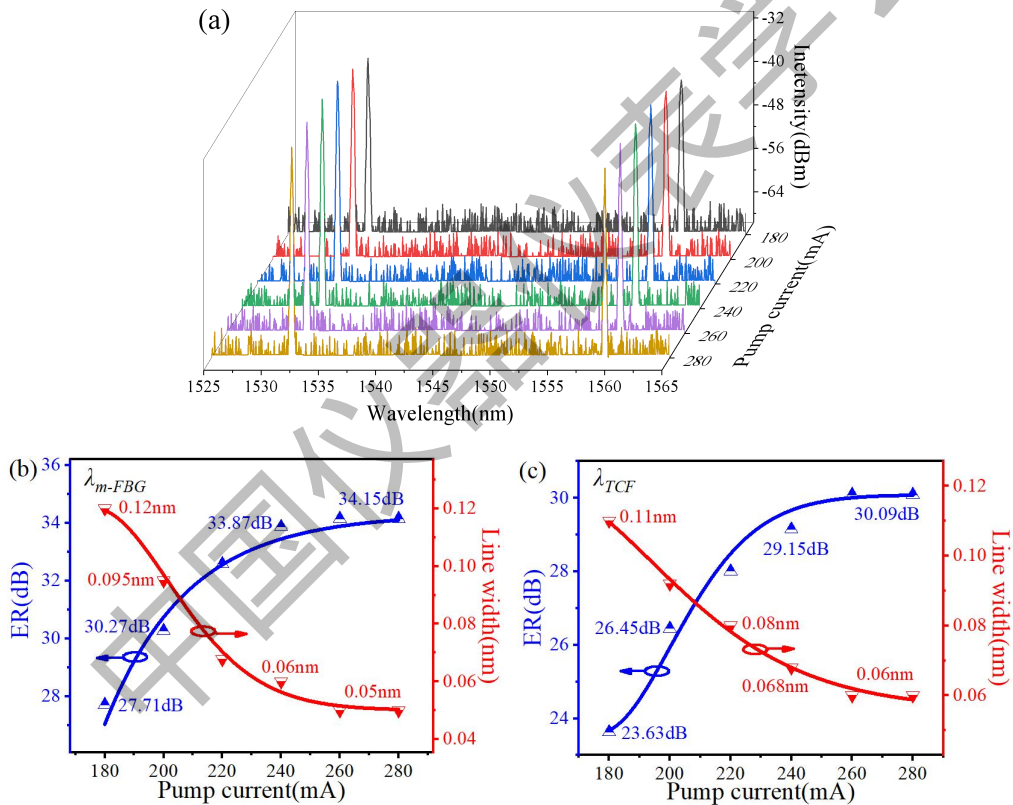 (a)
-32
-40
-48
-56
-64
Inetensity(dBm)
180
200
220
240
260
280
Pump current(mA)
1525 1530 1535 1540 1545 1550 1555 1560 1565
Wavelength(nm)
中国仪器仪表学
(b)
λm-FBG
36
34
32
30
28
ER(dB)
0.12nm
0.095nm
0.06nm
0.05nm
27.71dB
30.27dB
33.87dB
34.15dB
0.12
0.10
0.08
0.06
0.04
Line width(nm)
180 200 220 240 260 280
Pump current(mA)
(c)
λTCF
30
28
26
24
ER(dB)
0.11nm
0.08nm
0.068nm
0.06nm
23.63dB
26.45dB
29.15dB
30.09dB
0.12
0.10
0.08
0.06
Line width(nm)
180 200 220 240 260 280
Pump current(mA)